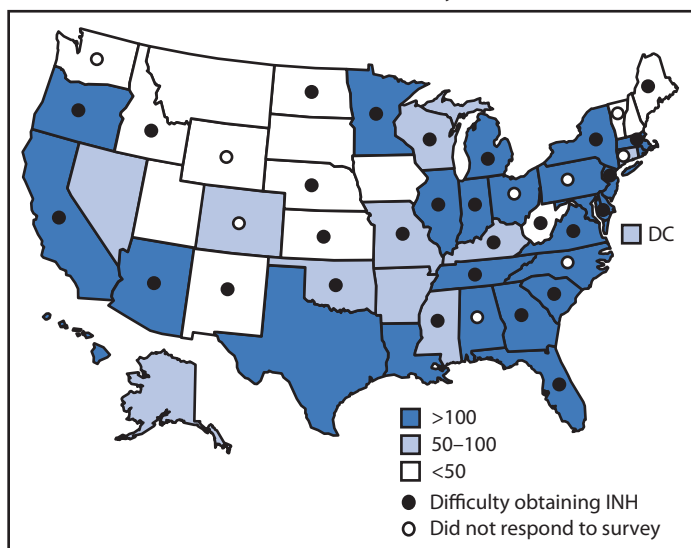 DC
>100
50–100
<50
Difficulty obtaining INH
Did not respond to survey